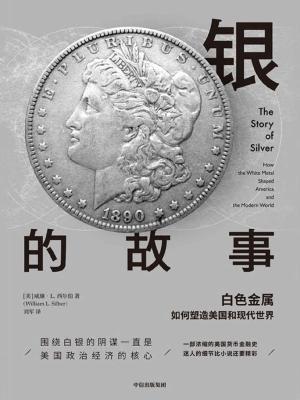 银
The
Story of
Silver
How
the White Metal
Shaped
America
and the Modern World
E·PLURIBUS·UNUM
LIBERTY
1890
的故事
白色金属
如何塑造美国和现代世界
[美]威廉·L.西尔伯 著
(William L. Silber)
刘军 译
围绕白银的阴谋一直是
美国政治经济的核心
一部浓缩的美国货币金融史
迷人的细节比小说还要精彩
中信出版集团